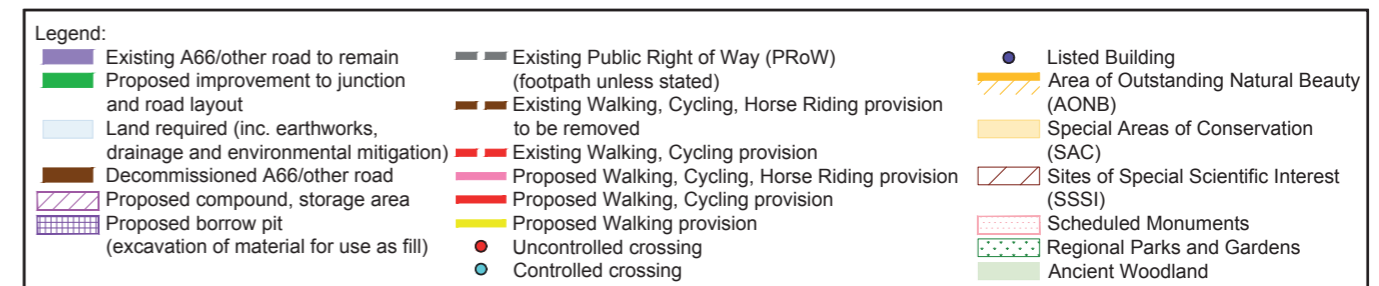 Legend:
Existing A66/other road to remain
Proposed improvement to junction
and road layout
Land required (inc. earthworks,
drainage and environmental mitigation)
Decommissioned A66/other road
Proposed compound, storage area
Proposed borrow pit
(excavation of material for use as fill)
Existing Public Right of Way (PRoW)
(footpath unless stated)
Existing Walking, Cycling, Horse Riding provision
to be removed
Existing Walking, Cycling provision
Proposed Walking, Cycling, Horse Riding provision
Proposed Walking, Cycling provision
Proposed Walking provision
Uncontrolled crossing
Controlled crossing
Listed Building
Area of Outstanding Natural Beauty
(AONB)
Special Areas of Conservation
(SAC)
Sites of Special Scientific Interest
(SSSI)
Scheduled Monuments
Regional Parks and Gardens
Ancient Woodland